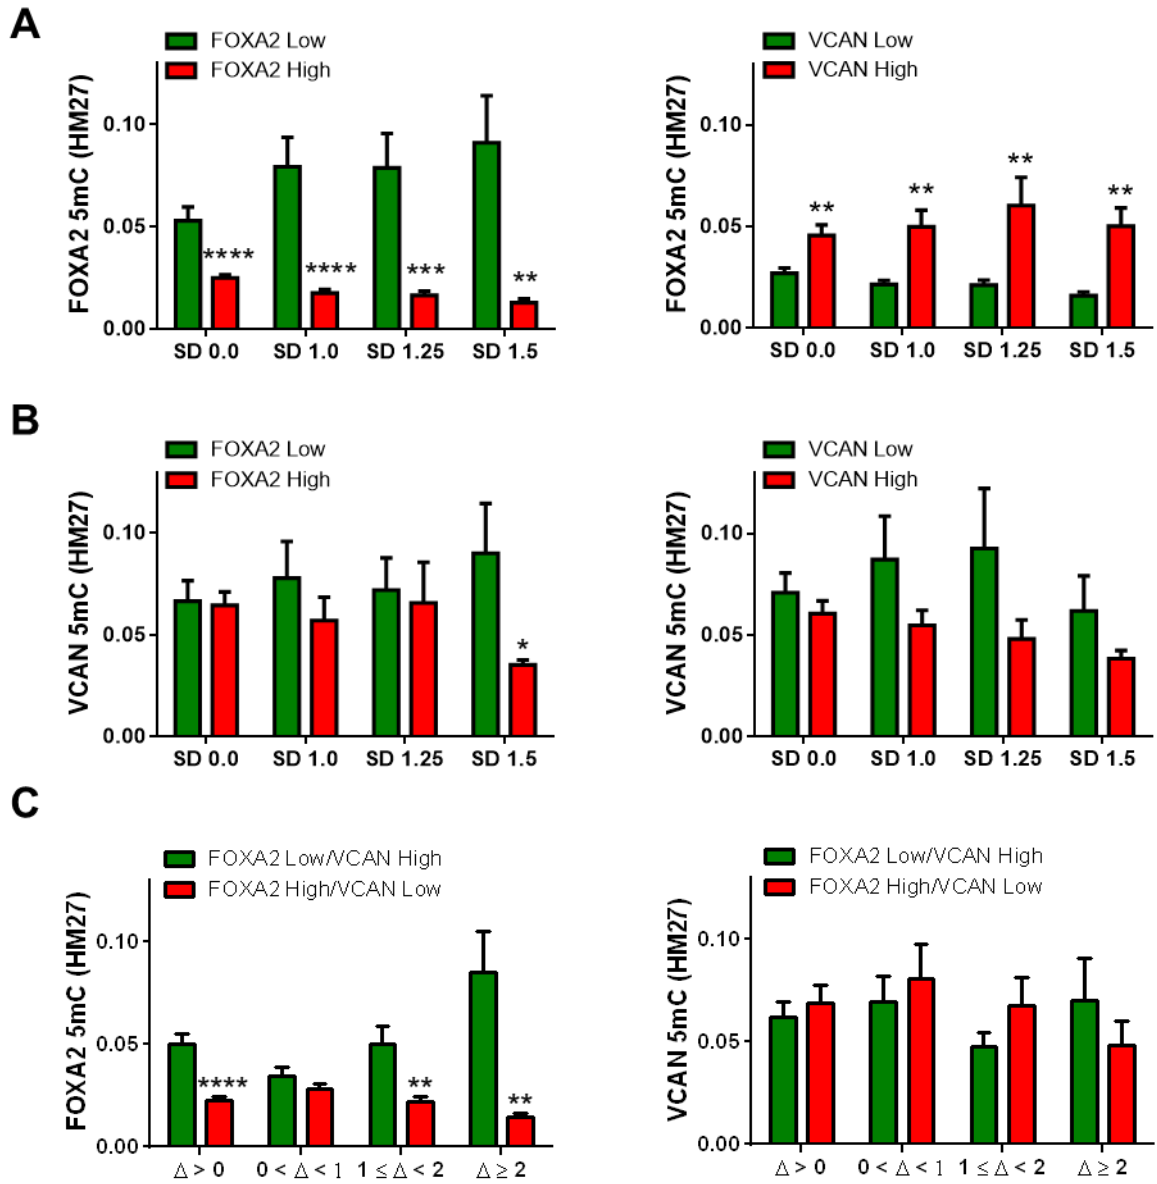 A
FOXA2 Low
FOXA2 High
FOXA2 5mC (HM27)
0.10
0.05
0.00
**** **** *** **
SD 0.0 SD 1.0 SD 1.25 SD 1.5
VCAN Low
VCAN High
FOXA2 5mC (HM27)
0.10
0.05
0.00
** ** ** **
SD 0.0 SD 1.0 SD 1.25 SD 1.5
B
FOXA2 Low
FOXA2 High
VCAN 5mC (HM27)
0.10
0.05
0.00
*
SD 0.0 SD 1.0 SD 1.25 SD 1.5
VCAN Low
VCAN High
VCAN 5mC (HM27)
0.10
0.05
0.00
SD 0.0 SD 1.0 SD 1.25 SD 1.5
C
FOXA2 Low/VCAN High
FOXA2 High/VCAN Low
FOXA2 5mC (HM27)
0.10
0.05
0.00
**** ** **
Δ > 0 0 < Δ < 1 1 ≤ Δ < 2 Δ ≥ 2
FOXA2 Low/VCAN High
FOXA2 High/VCAN Low
VCAN 5mC (HM27)
0.10
0.05
0.00
Δ > 0 0 < Δ < 1 1 ≤ Δ < 2 Δ ≥ 2